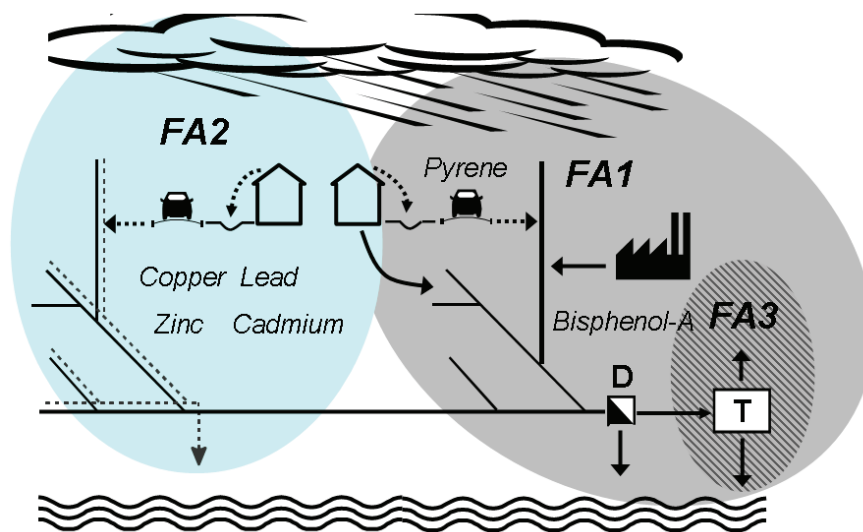 FA2
Pyrene
FA1
Copper Lead
Zinc Cadmium
Bisphenol-A
FA3
D
T